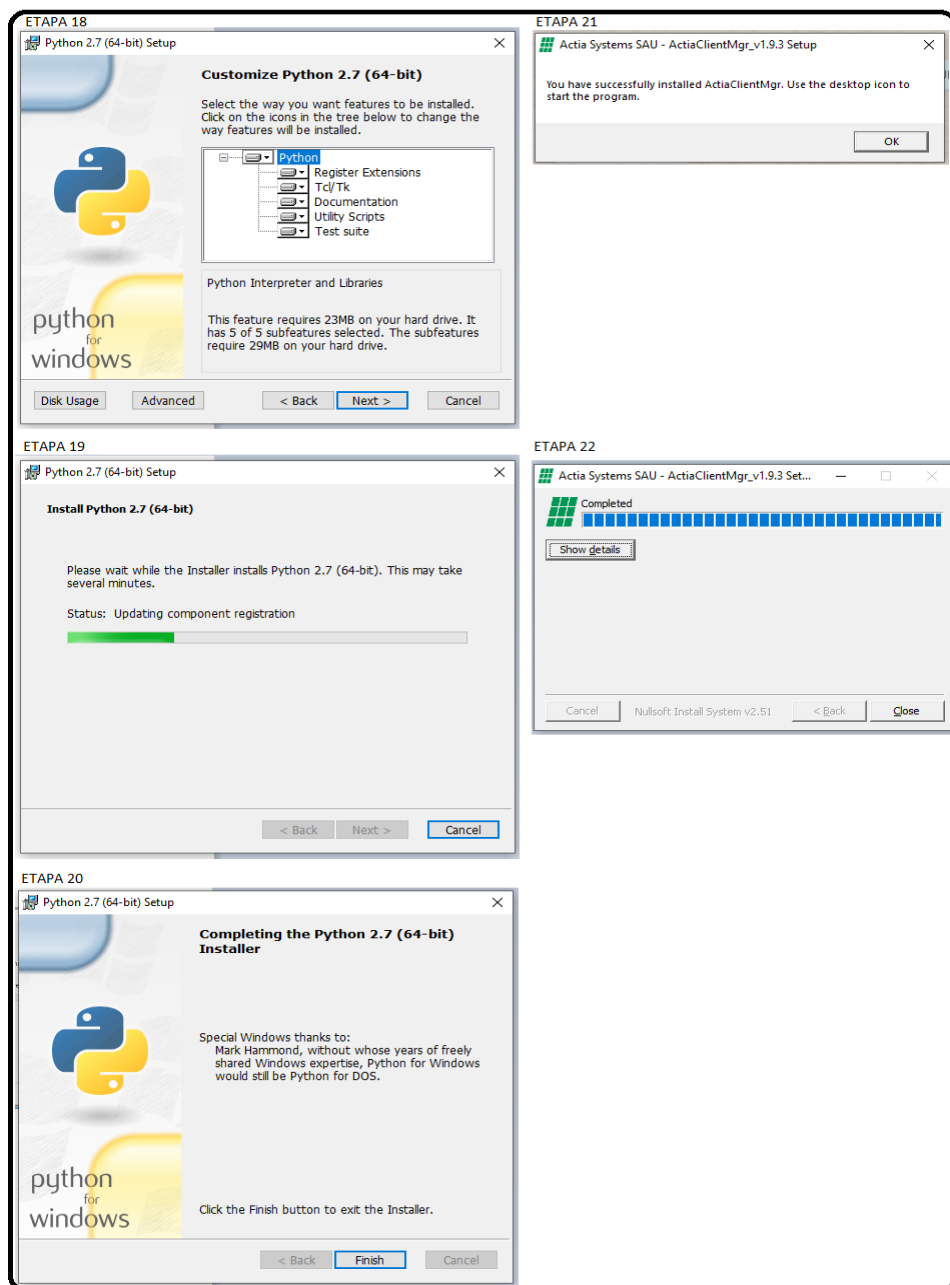 ETAPA 18
Python 2.7 (64-bit) Setup
Customize Python 2.7 (64-bit)
Select the way you want features to be installed.
Click on the icons in the tree below to change the
way features will be installed.
Python
Register Extensions
Tcl/Tk
Documentation
Utility Scripts
Test suite
Python Interpreter and Libraries
This feature requires 23MB on your hard drive. It
has 5 of 5 subfeatures selected. The subfeatures
require 29MB on your hard drive.
python
for
windows
Disk Usage
Advanced
< Back
Next >
Cancel
ETAPA 19
Python 2.7 (64-bit) Setup
Install Python 2.7 (64-bit)
Please wait while the Installer installs Python 2.7 (64-bit). This may take
several minutes.
Status: Updating component registration
< Back
Next >
Cancel
ETAPA 20
Python 2.7 (64-bit) Setup
Completing the Python 2.7 (64-bit)
Installer
Special Windows thanks to:
Mark Hammond, without whose years of freely
shared Windows expertise, Python for Windows
would still be Python for DOS.
python
for
windows
Click the Finish button to exit the Installer.
< Back
Finish
Cancel
ETAPA 21
Actia Systems SAU - ActiaClientMgr_v1.9.3 Setup
You have successfully installed ActiaClientMgr. Use the desktop icon to
start the program.
OK
ETAPA 22
Actia Systems SAU - ActiaClientMgr_v1.9.3 Set...
Completed
Show details
Cancel
Nullsoft Install System v2.51
< Back
Close